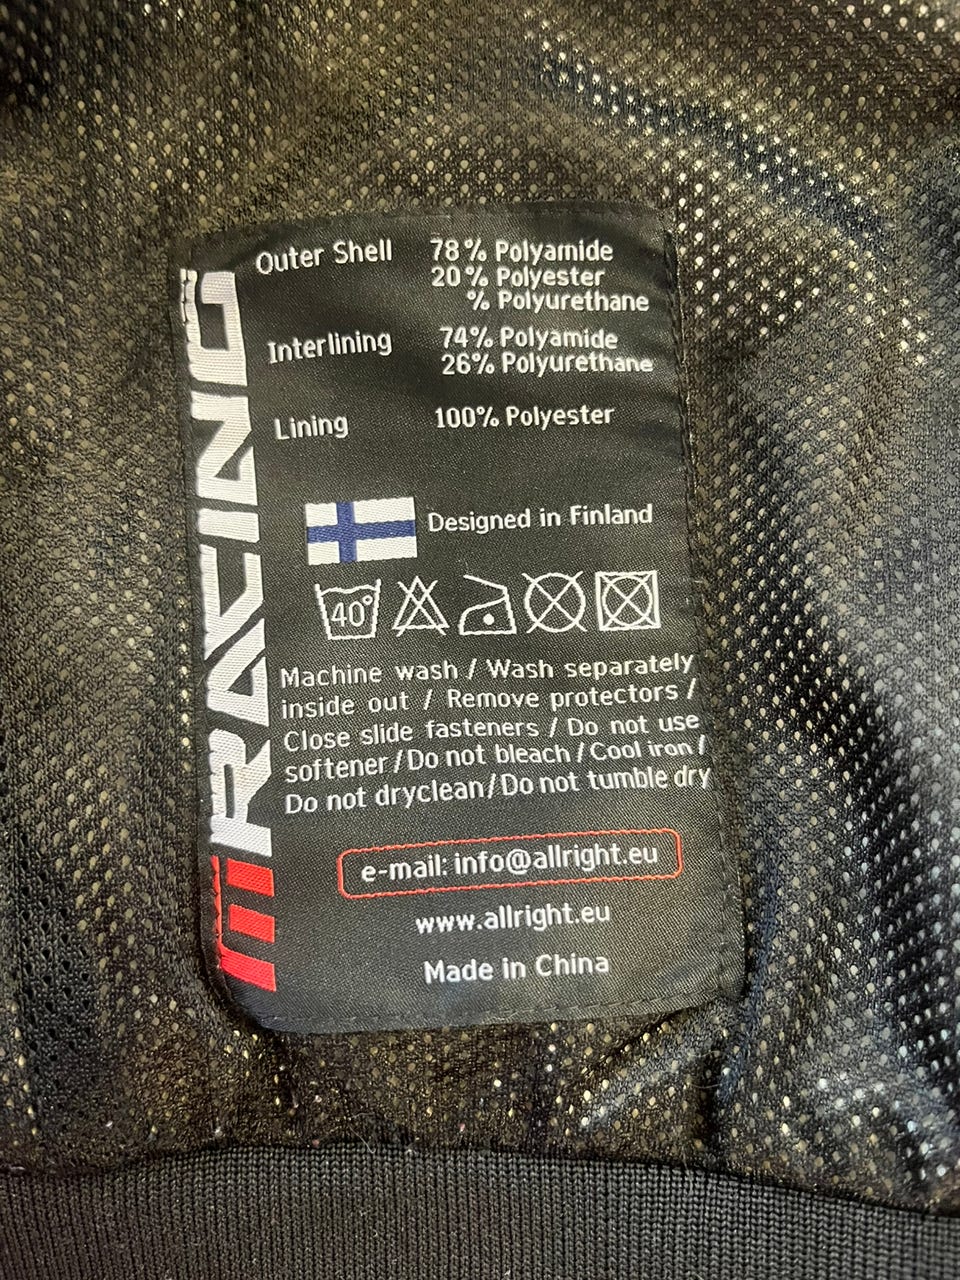 Outer Shell 78% Polyamide
20% Polyester
% Polyurethane
Interlining 74% Polyamide
26% Polyurethane
Lining 100% Polyester
Designed in Finland
40°
Machine wash / Wash separately
inside out / Remove protectors /
Close slide fasteners / Do not use
softener / Do not bleach / Cool iron /
Do not dryclean / Do not tumble dry
e-mail: info@allright.eu
www.allright.eu
Made in China
RACING